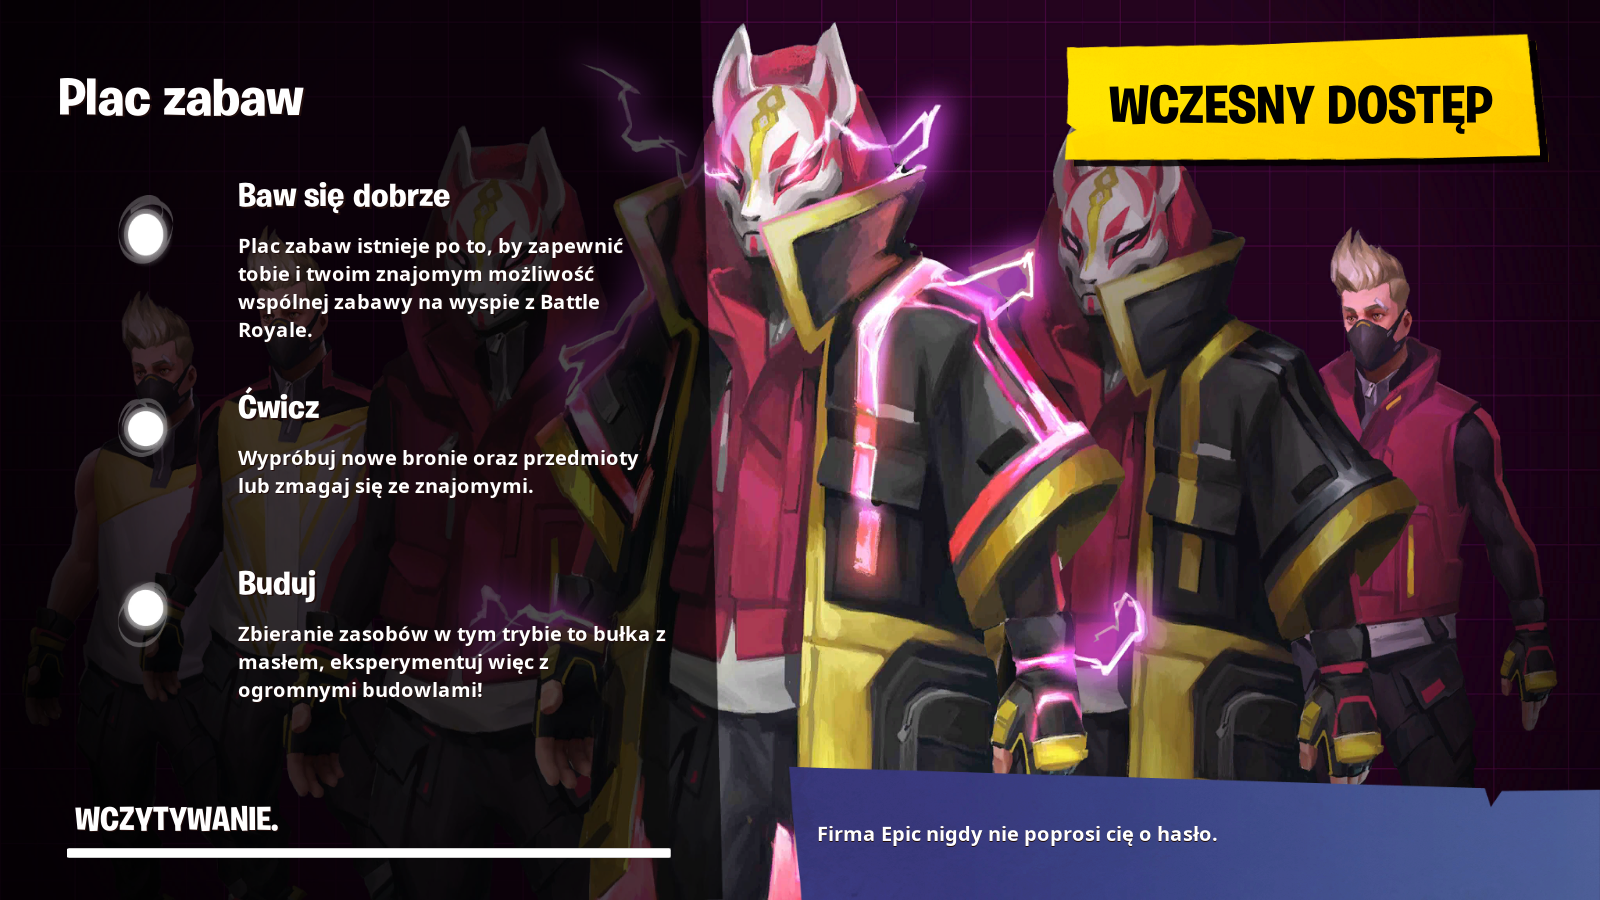 Plac zabaw
WCZESNY DOSTĘP
Baw się dobrze
Plac zabaw istnieje po to, by zapewnić
tobie i twoim znajomym możliwość
wspólnej zabawy na wyspie z Battle
Royale.
Ćwicz
Wypróbuj nowe bronie oraz przedmioty
lub zmagaj się ze znajomymi.
Buduj
Zbieranie zasobów w tym trybie to bułka z
masłem, eksperymentuj więc z
ogromnymi budowlami!
WCZYTYWANIE.
Firma Epic nigdy nie poprosi cię o hasło.